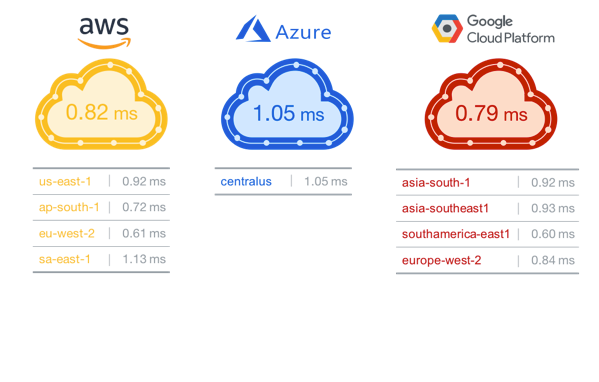 aws
Azure
Google
Cloud Platform
0.82 ms
1.05 ms
0.79 ms
us-east-1 | 0.92 ms
ap-south-1 | 0.72 ms
eu-west-2 | 0.61 ms
sa-east-1 | 1.13 ms
centralus | 1.05 ms
asia-south-1 | 0.92 ms
asia-southeast1 | 0.93 ms
southamerica-east1 | 0.60 ms
europe-west-2 | 0.84 ms